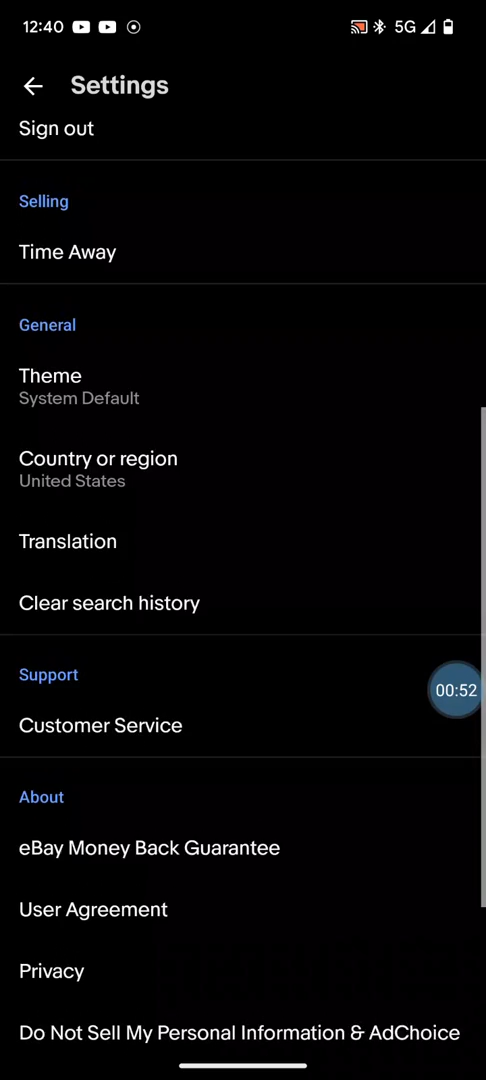 12:40 5G
Settings
Sign out
Selling
Time Away
General
Theme
System Default
Country or region
United States
Translation
Clear search history
Support
00:52
Customer Service
About
eBay Money Back Guarantee
User Agreement
Privacy
Do Not Sell My Personal Information & AdChoice